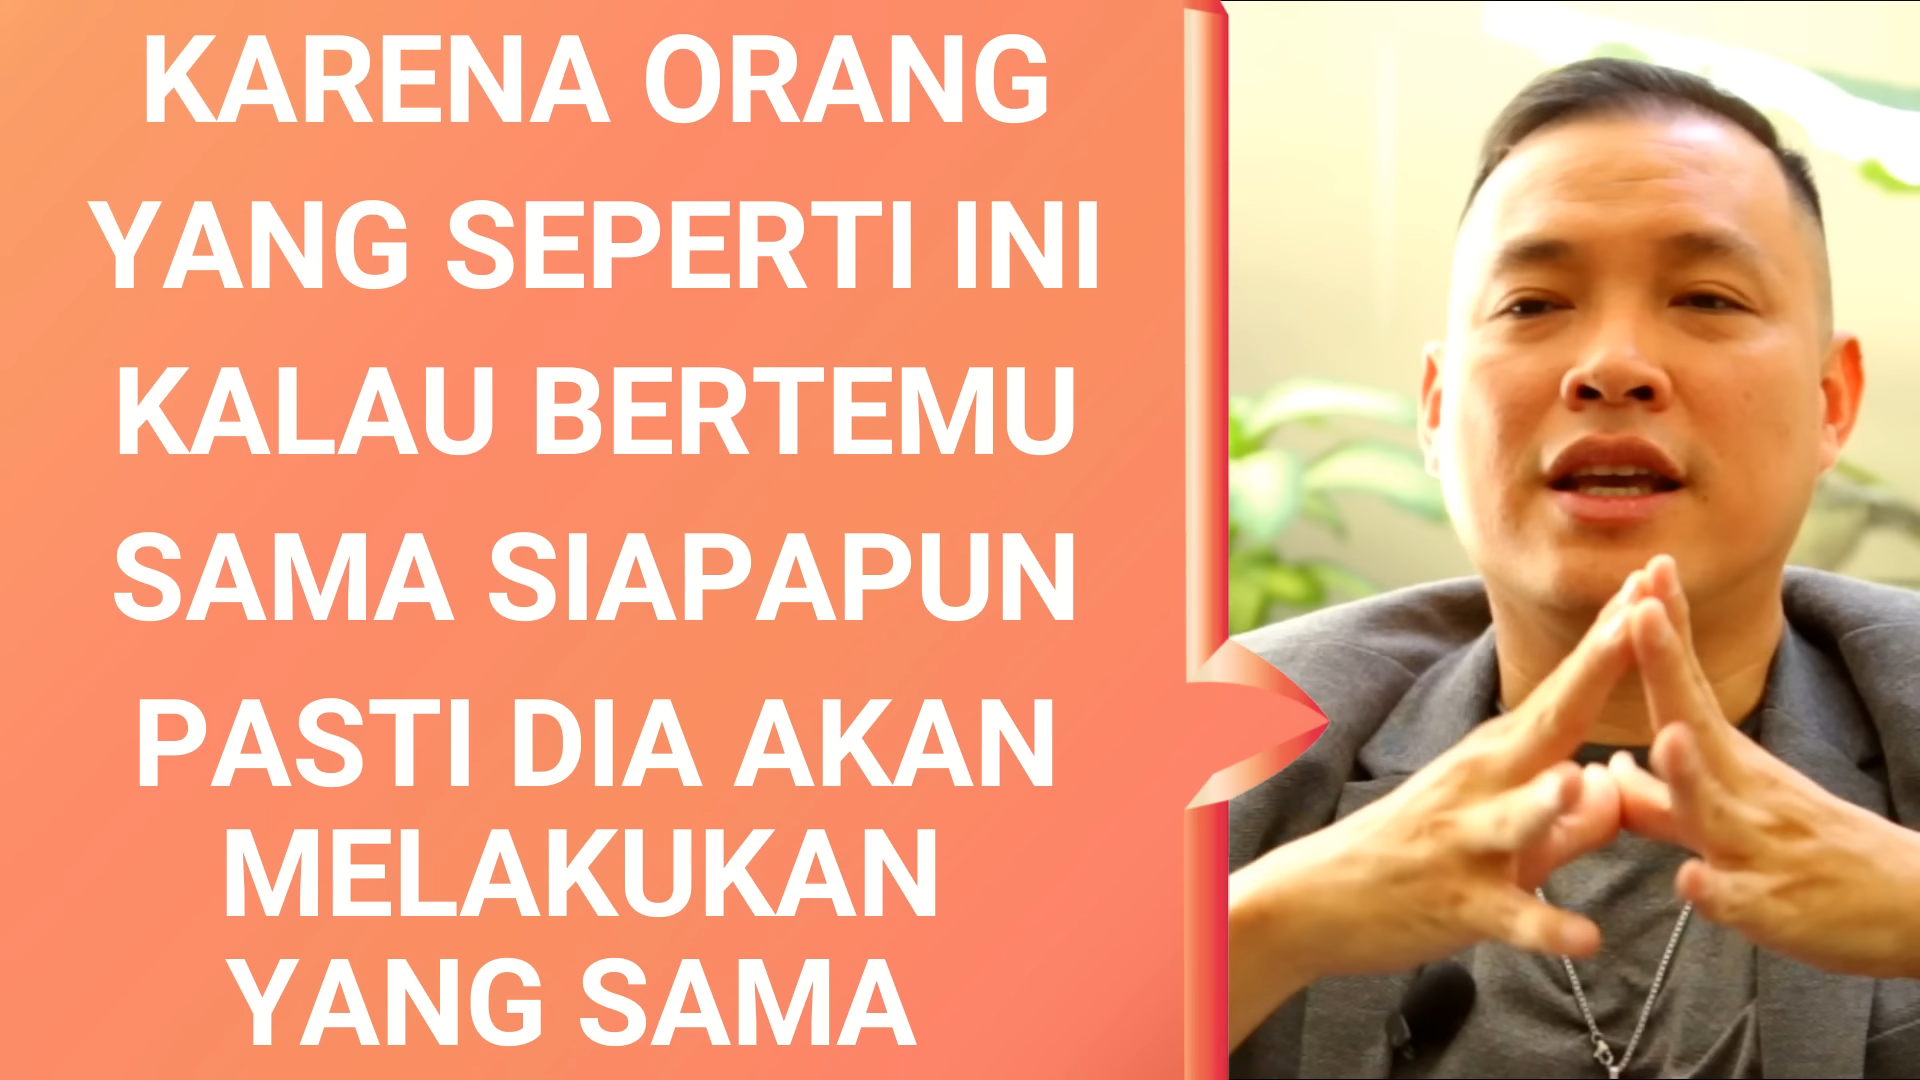 KARENA ORANG
YANG SEPERTI INI
KALAU BERTEMU
SAMA SIAPAPUN
PASTI DIA AKAN
MELAKUKAN
YANG SAMA